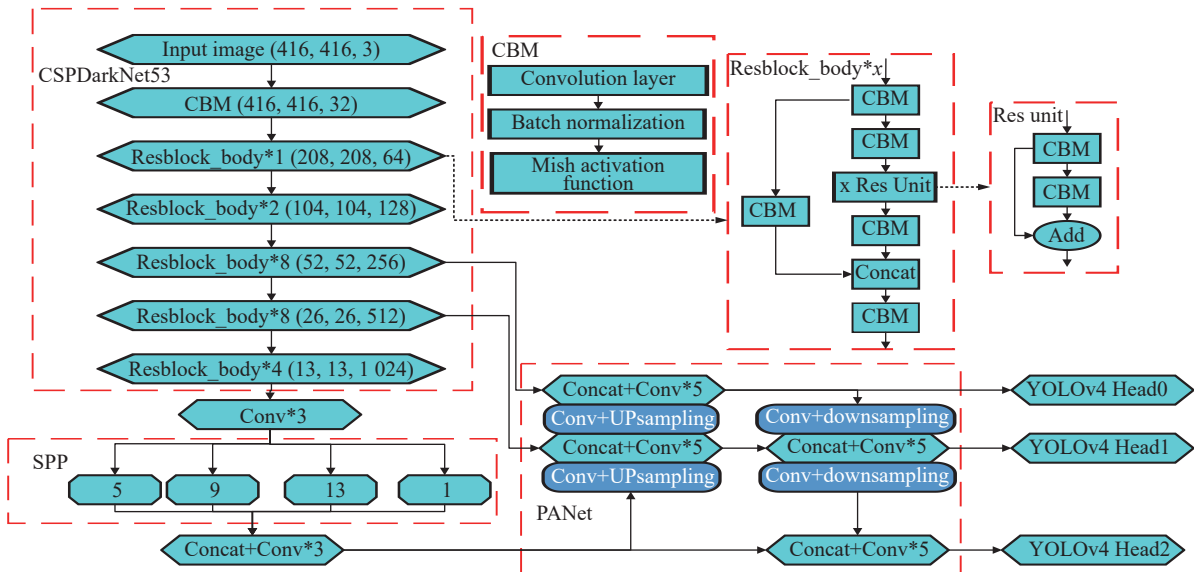 Input image (416, 416, 3)
CSPDarkNet53
CBM (416, 416, 32)
Resblock_body*1 (208, 208, 64)
Resblock_body*2 (104, 104, 128)
Resblock_body*8 (52, 52, 256)
Resblock_body*8 (26, 26, 512)
Resblock_body*4 (13, 13, 1 024)
Conv*3
SPP
5
9
13
1
Concat+Conv*3
CBM
Convolution layer
Batch normalization
Mish activation
function
Resblock_body*x
CBM
CBM
x Res Unit
CBM
CBM
Concat
CBM
Res unit
CBM
CBM
Add
Concat+Conv*5
Conv+UPsampling
Conv+downsampling
Concat+Conv*5
Concat+Conv*5
Conv+UPsampling
Conv+downsampling
PANet
Concat+Conv*5
YOLOv4 Head0
YOLOv4 Head1
YOLOv4 Head2